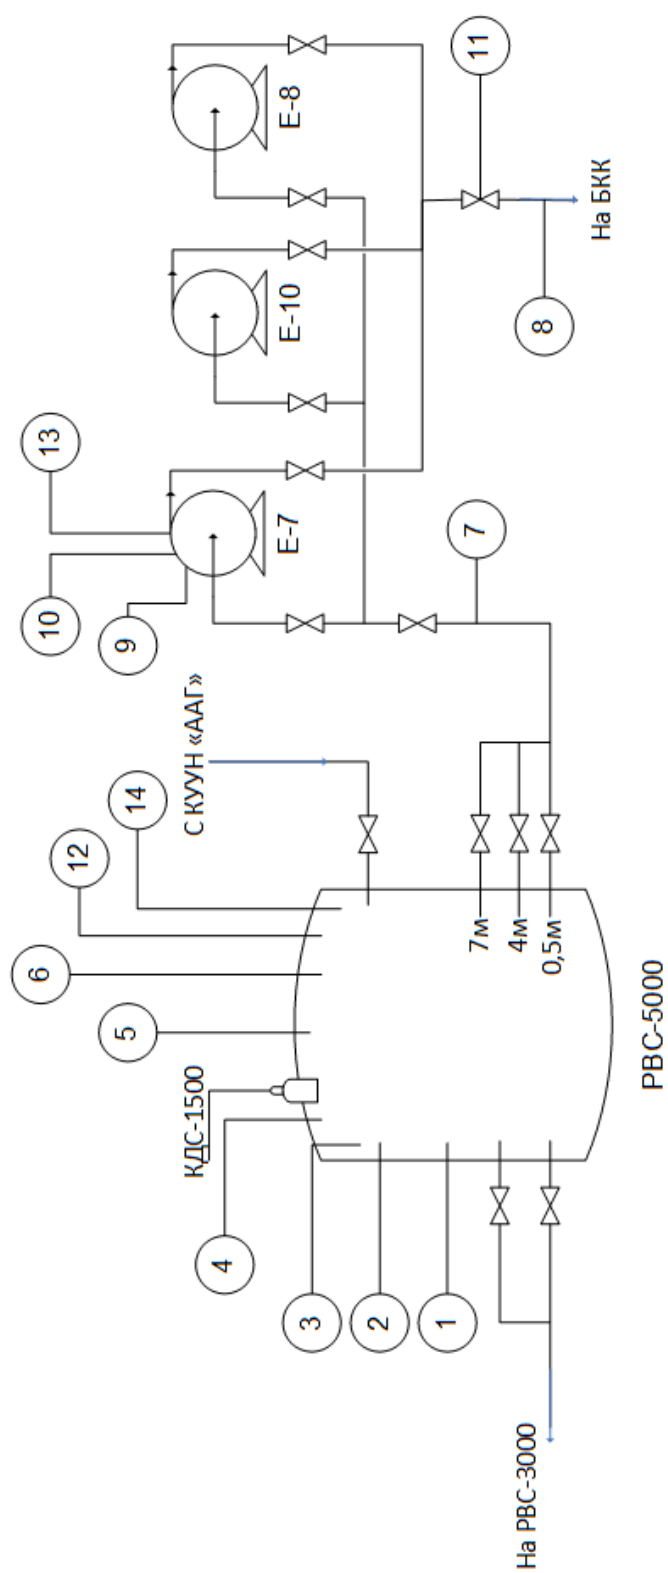 6
12
13
11
14
10
5
9
КДС-1500
С КУУН «ААГ»
4
Е-7
Е-10
Е-8
3
2
1
7м
4м
0,5м
7
8
На БКК
На РВС-3000
РВС-5000